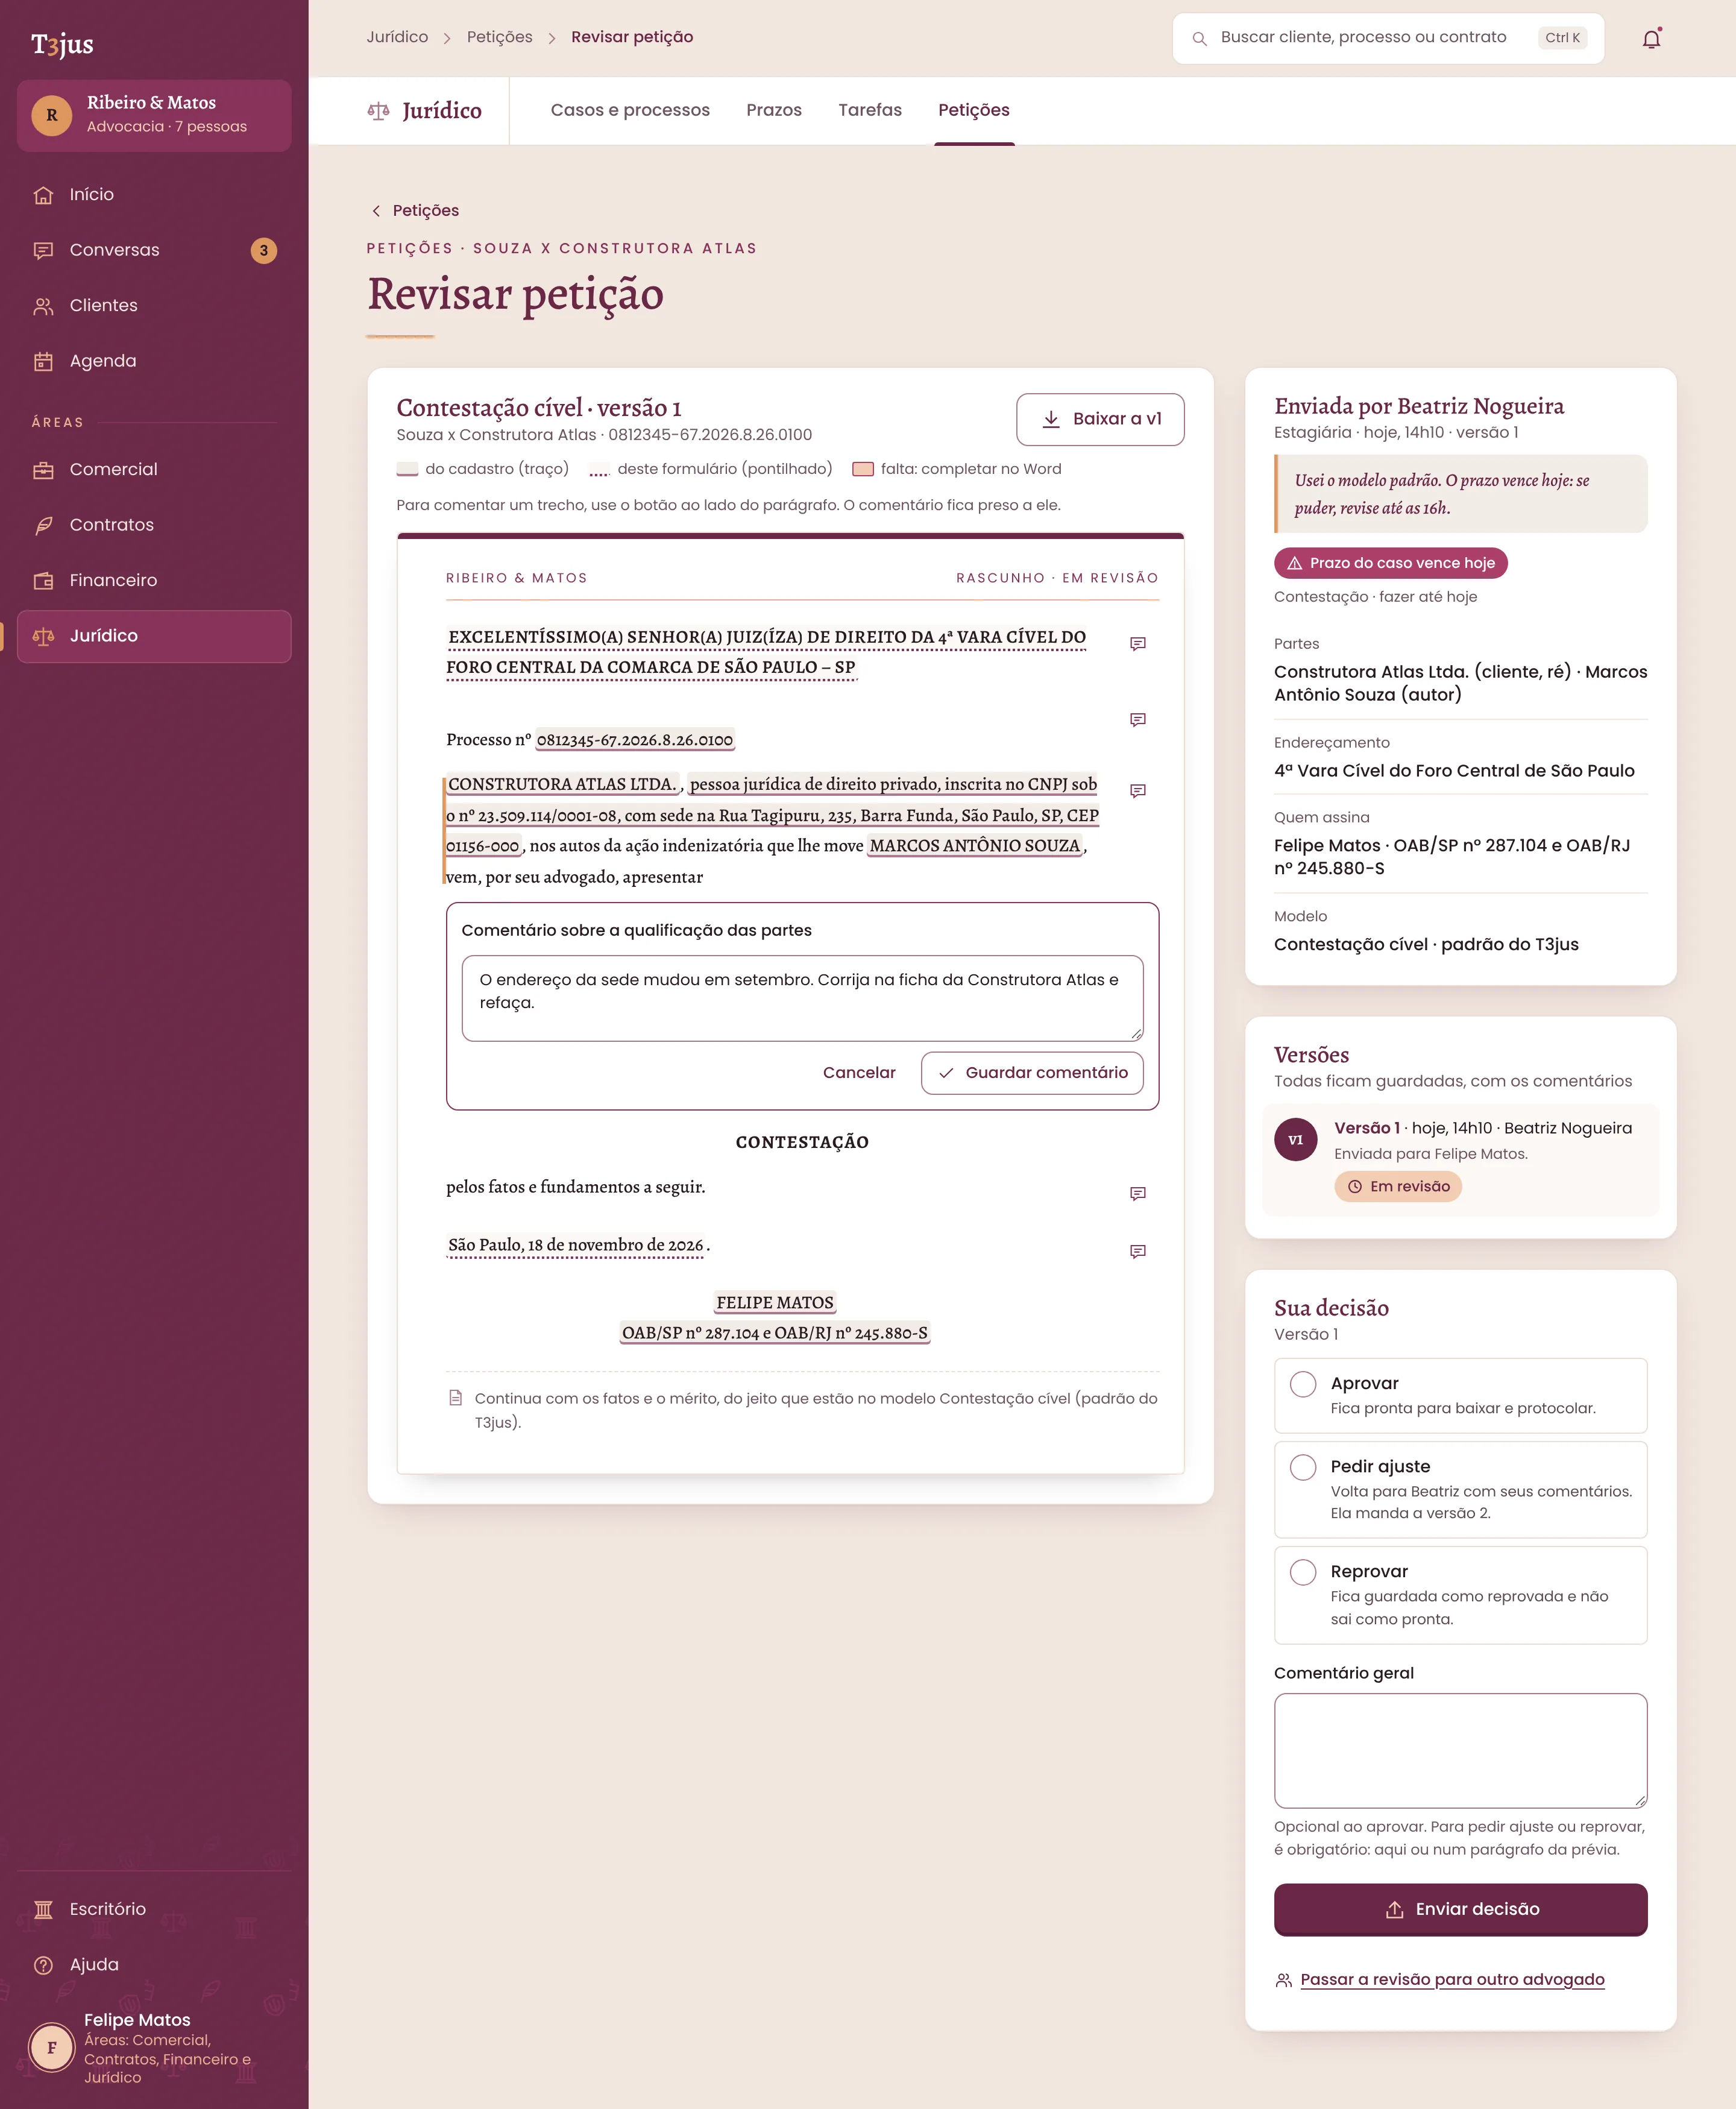 T3jus
R
Ribeiro & Matos
Advocacia · 7 pessoas
Início
Conversas
3
Clientes
Agenda
ÁREAS
Comercial
Contratos
Financeiro
Jurídico
Escritório
Ajuda
F
Felipe Matos
Áreas: Comercial,
Contratos, Financeiro e
Jurídico
Jurídico
Petições
Revisar petição
Buscar cliente, processo ou contrato
Ctrl K
Jurídico
Casos e processos
Prazos
Tarefas
Petições
Petições
PETIÇÕES · SOUZA X CONSTRUTORA ATLAS
Revisar petição
Contestação cível · versão 1
Souza x Construtora Atlas · 0812345-67.2026.8.26.0100
Baixar a v1
do cadastro (traço)
deste formulário (pontilhado)
falta: completar no Word
Para comentar um trecho, use o botão ao lado do parágrafo. O comentário fica preso a ele.
RIBEIRO & MATOS
RASCUNHO · EM REVISÃO
EXCELENTÍSSIMO(A) SENHOR(A) JUIZ(ÍZA) DE DIREITO DA 4ª VARA CÍVEL DO
FORO CENTRAL DA COMARCA DE SÃO PAULO – SP
Processo nº 0812345-67.2026.8.26.0100
CONSTRUTORA ATLAS LTDA., pessoa jurídica de direito privado, inscrita no CNPJ sob
o nº 23.509.114/0001-08, com sede na Rua Tagipuru, 235, Barra Funda, São Paulo, SP, CEP
01156-000, nos autos da ação indenizatória que lhe move MARCOS ANTÔNIO SOUZA,
vem, por seu advogado, apresentar
Comentário sobre a qualificação das partes
O endereço da sede mudou em setembro. Corrija na ficha da Construtora Atlas e
refaça.
Cancelar
Guardar comentário
CONTESTAÇÃO
pelos fatos e fundamentos a seguir.
São Paulo, 18 de novembro de 2026.
FELIPE MATOS
OAB/SP nº 287.104 e OAB/RJ nº 245.880-S
Continua com os fatos e o mérito, do jeito que estão no modelo Contestação cível (padrão do
T3jus).
Enviada por Beatriz Nogueira
Estagiária · hoje, 14h10 · versão 1
Usei o modelo padrão. O prazo vence hoje: se
puder, revise até as 16h.
Prazo do caso vence hoje
Contestação · fazer até hoje
Partes
Construtora Atlas Ltda. (cliente, ré) · Marcos
Antônio Souza (autor)
Endereçamento
4ª Vara Cível do Foro Central de São Paulo
Quem assina
Felipe Matos · OAB/SP nº 287.104 e OAB/RJ
nº 245.880-S
Modelo
Contestação cível · padrão do T3jus
Versões
Todas ficam guardadas, com os comentários
v1
Versão 1 · hoje, 14h10 · Beatriz Nogueira
Enviada para Felipe Matos.
Em revisão
Sua decisão
Versão 1
Aprovar
Fica pronta para baixar e protocolar.
Pedir ajuste
Volta para Beatriz com seus comentários.
Ela manda a versão 2.
Reprovar
Fica guardada como reprovada e não
sai como pronta.
Comentário geral
Opcional ao aprovar. Para pedir ajuste ou reprovar,
é obrigatório: aqui ou num parágrafo da prévia.
Enviar decisão
Passar a revisão para outro advogado